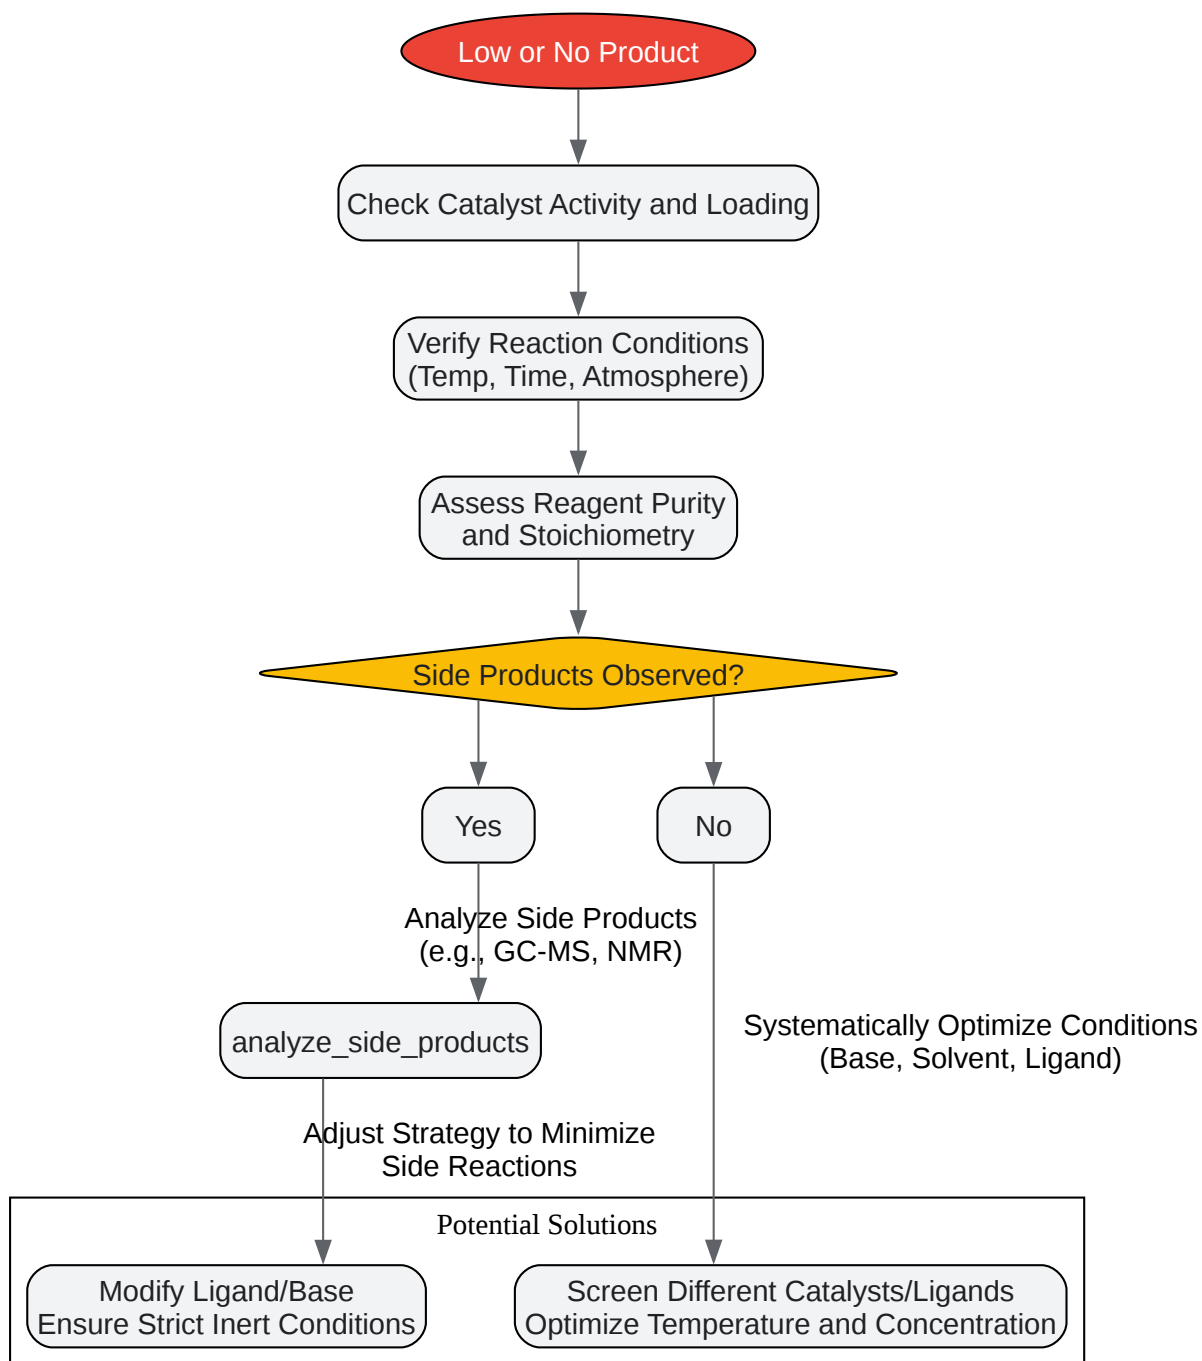 Low or No Product
Check Catalyst Activity and Loading
Verify Reaction Conditions
(Temp, Time, Atmosphere)
Assess Reagent Purity
and Stoichiometry
Side Products Observed?
Yes
No
Analyze Side Products
(e.g., GC-MS, NMR)
Systematically Optimize Conditions
(Base, Solvent, Ligand)
analyze_side_products
Adjust Strategy to Minimize
Side Reactions
Potential Solutions
Modify Ligand/Base
Ensure Strict Inert Conditions
Screen Different Catalysts/Ligands
Optimize Temperature and Concentration